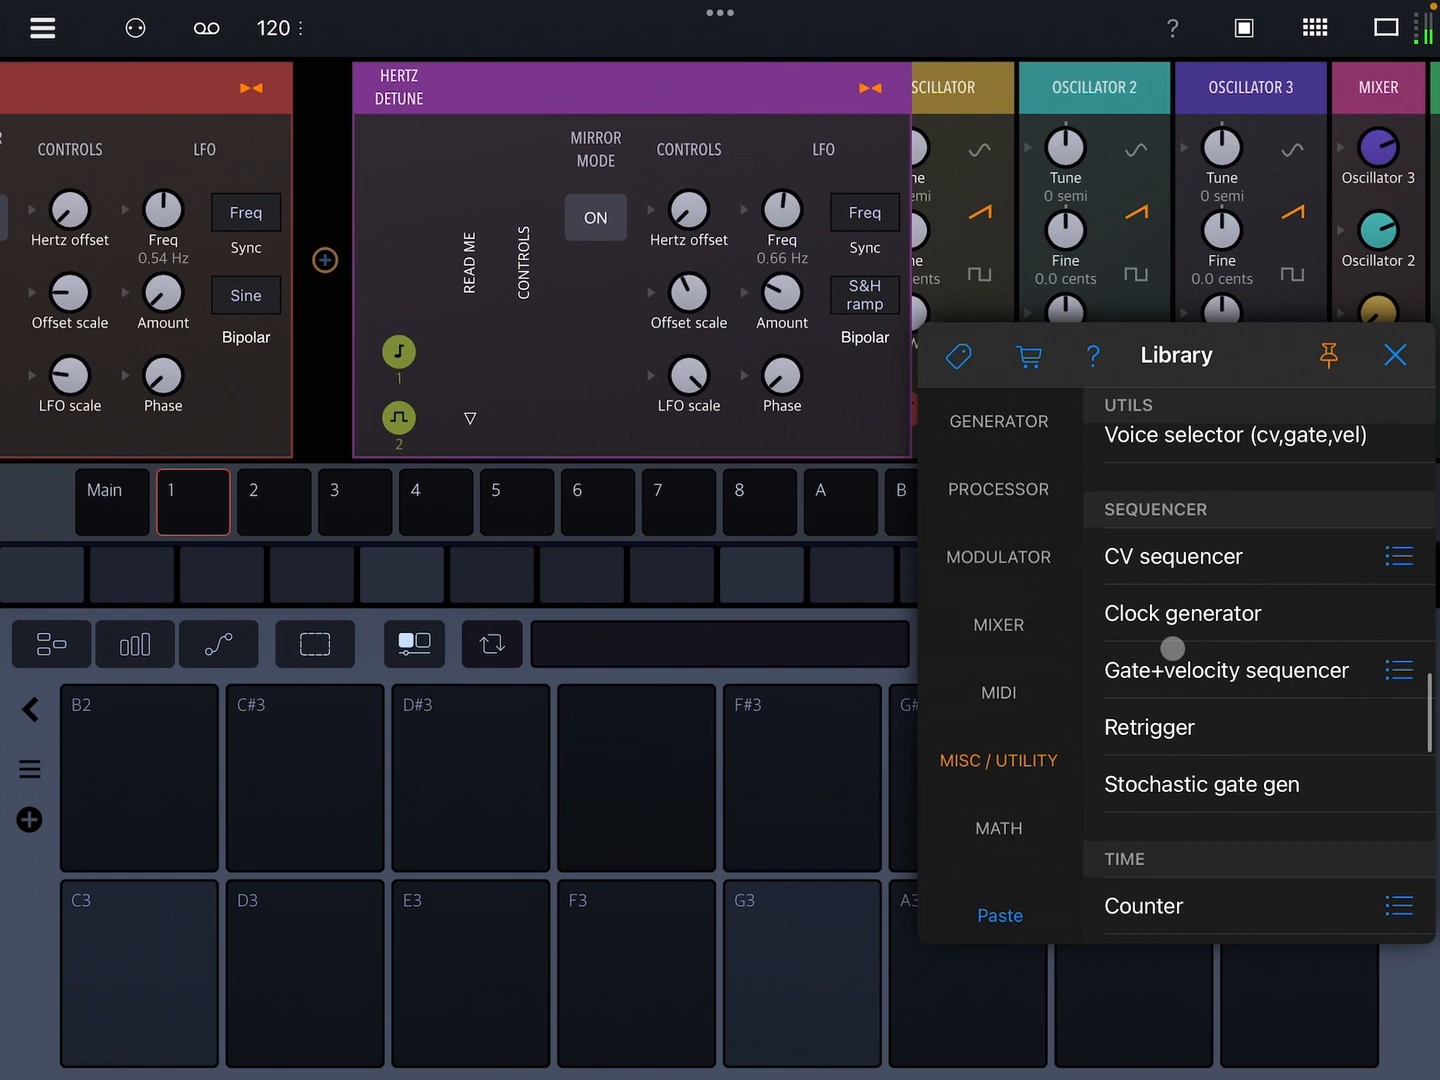 120
?
HERTZ
DETUNE
SCILLATOR
OSCILLATOR 2
OSCILLATOR 3
MIXER
CONTROLS
LFO
Hertz offset
Freq
0.54 Hz
Freq
Sync
Offset scale
Amount
Sine
Bipolar
LFO scale
Phase
READ ME
CONTROLS
1
2
MIRROR
MODE
ON
CONTROLS
LFO
Hertz offset
Freq
0.66 Hz
Freq
Sync
Offset scale
Amount
S&H
ramp
Bipolar
LFO scale
Phase
ne
emi
ne
ents
Tune
0 semi
Fine
0.0 cents
Tune
0 semi
Fine
0.0 cents
Oscillator 3
Oscillator 2
?
Library
GENERATOR
PROCESSOR
MODULATOR
MIXER
MIDI
MISC / UTILITY
MATH
Paste
UTILS
Voice selector (cv,gate,vel)
SEQUENCER
CV sequencer
Clock generator
Gate+velocity sequencer
Retrigger
Stochastic gate gen
TIME
Counter
Main
1
2
3
4
5
6
7
8
A
B
B2
C#3
D#3
F#3
G#
C3
D3
E3
F3
G3
A3